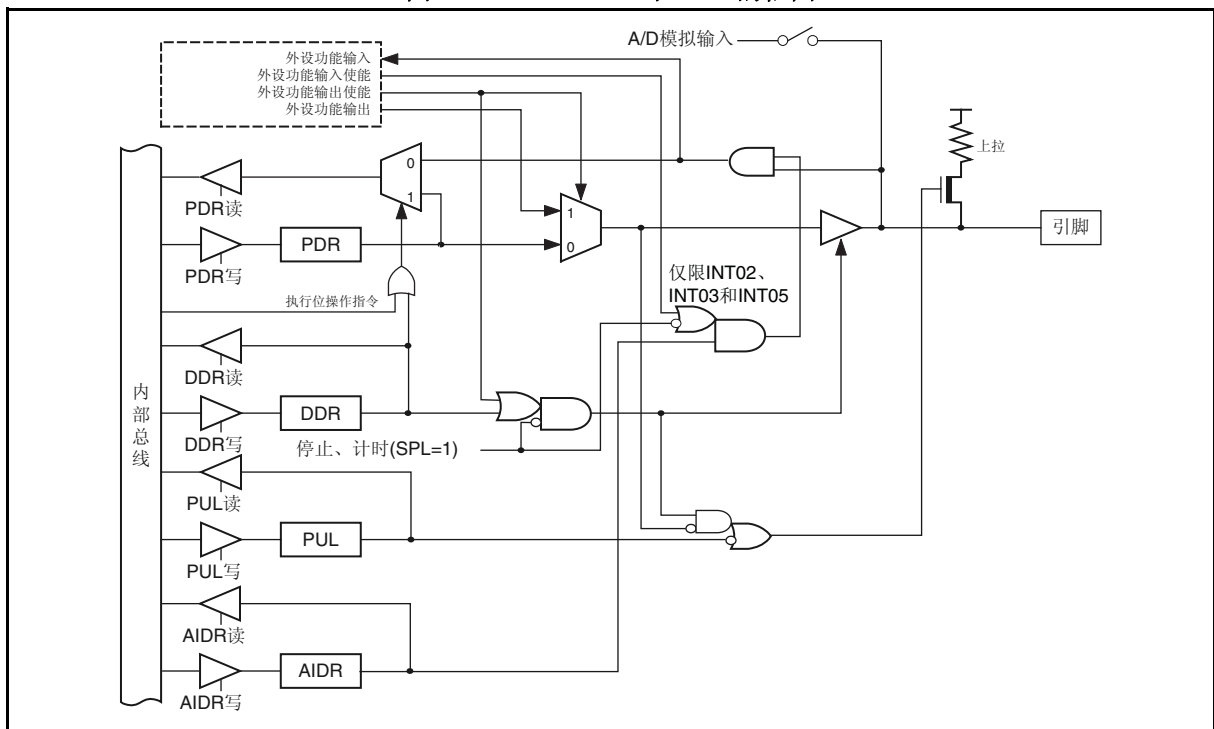 A/D模拟输入
外设功能输入
外设功能输入使能
外设功能输出使能
外设功能输出
上拉
0
1
PDR读
1
0
PDR
PDR写
引脚
仅限INT02、
INT03和INT05
执行位操作指令
DDR读
内部总线
DDR
DDR写
停止、计时(SPL=1)
PUL读
PUL
PUL写
AIDR读
AIDR
AIDR写